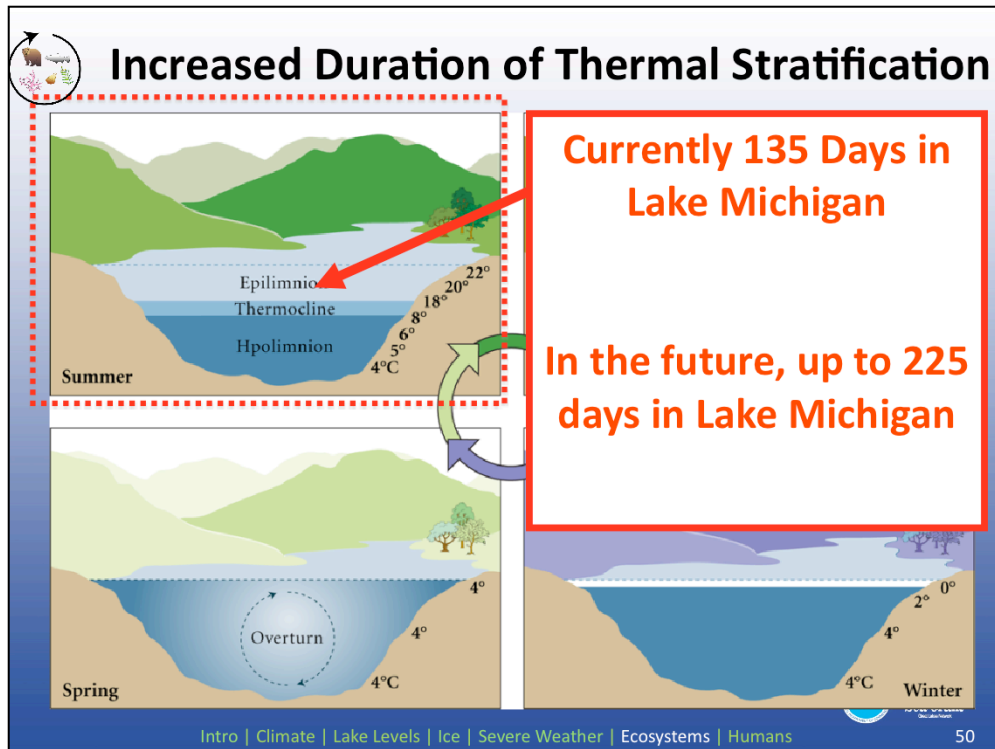 Increased Duration of Thermal Stratification
Currently 135 Days in
Lake Michigan
In the future, up to 225
days in Lake Michigan
Epilimnion
Thermocline
Hpolimnion
22°
20°
18°
8°
6°
5°
4°C
Summer
Overturn
4°
4°
4°C
Spring
0°
2°
4°
4°C
Winter
Intro | Climate | Lake Levels | Ice | Severe Weather | Ecosystems | Humans
50